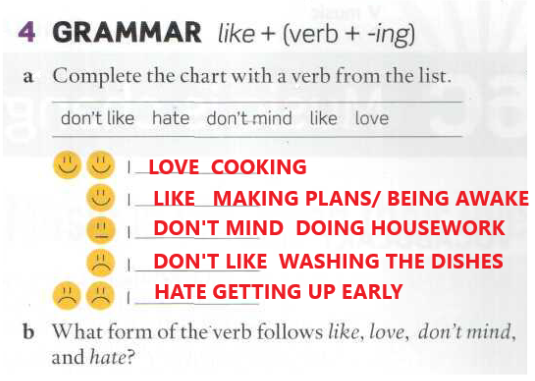 4 GRAMMAR like + (verb + -ing)
a Complete the chart with a verb from the list.
don't like hate don't mind like love
I LOVE COOKING
I LIKE MAKING PLANS/ BEING AWAKE
I DON'T MIND DOING HOUSEWORK
I DON'T LIKE WASHING THE DISHES
I HATE GETTING UP EARLY
b What form of the verb follows like, love, don't mind,
and hate?